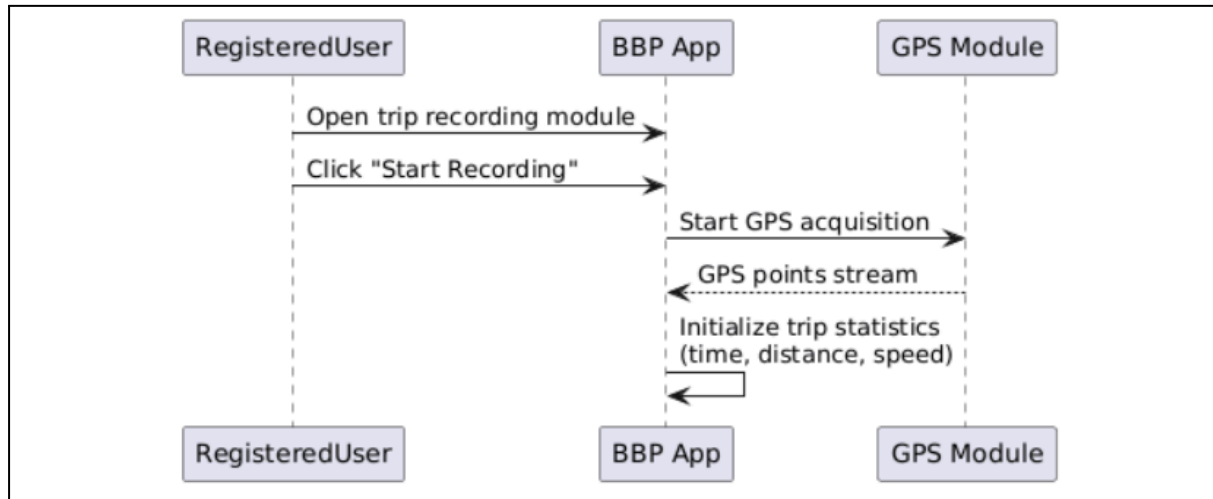 RegisteredUser
BBP App
GPS Module
Open trip recording module
Click "Start Recording"
Start GPS acquisition
GPS points stream
Initialize trip statistics
(time, distance, speed)
RegisteredUser
BBP App
GPS Module